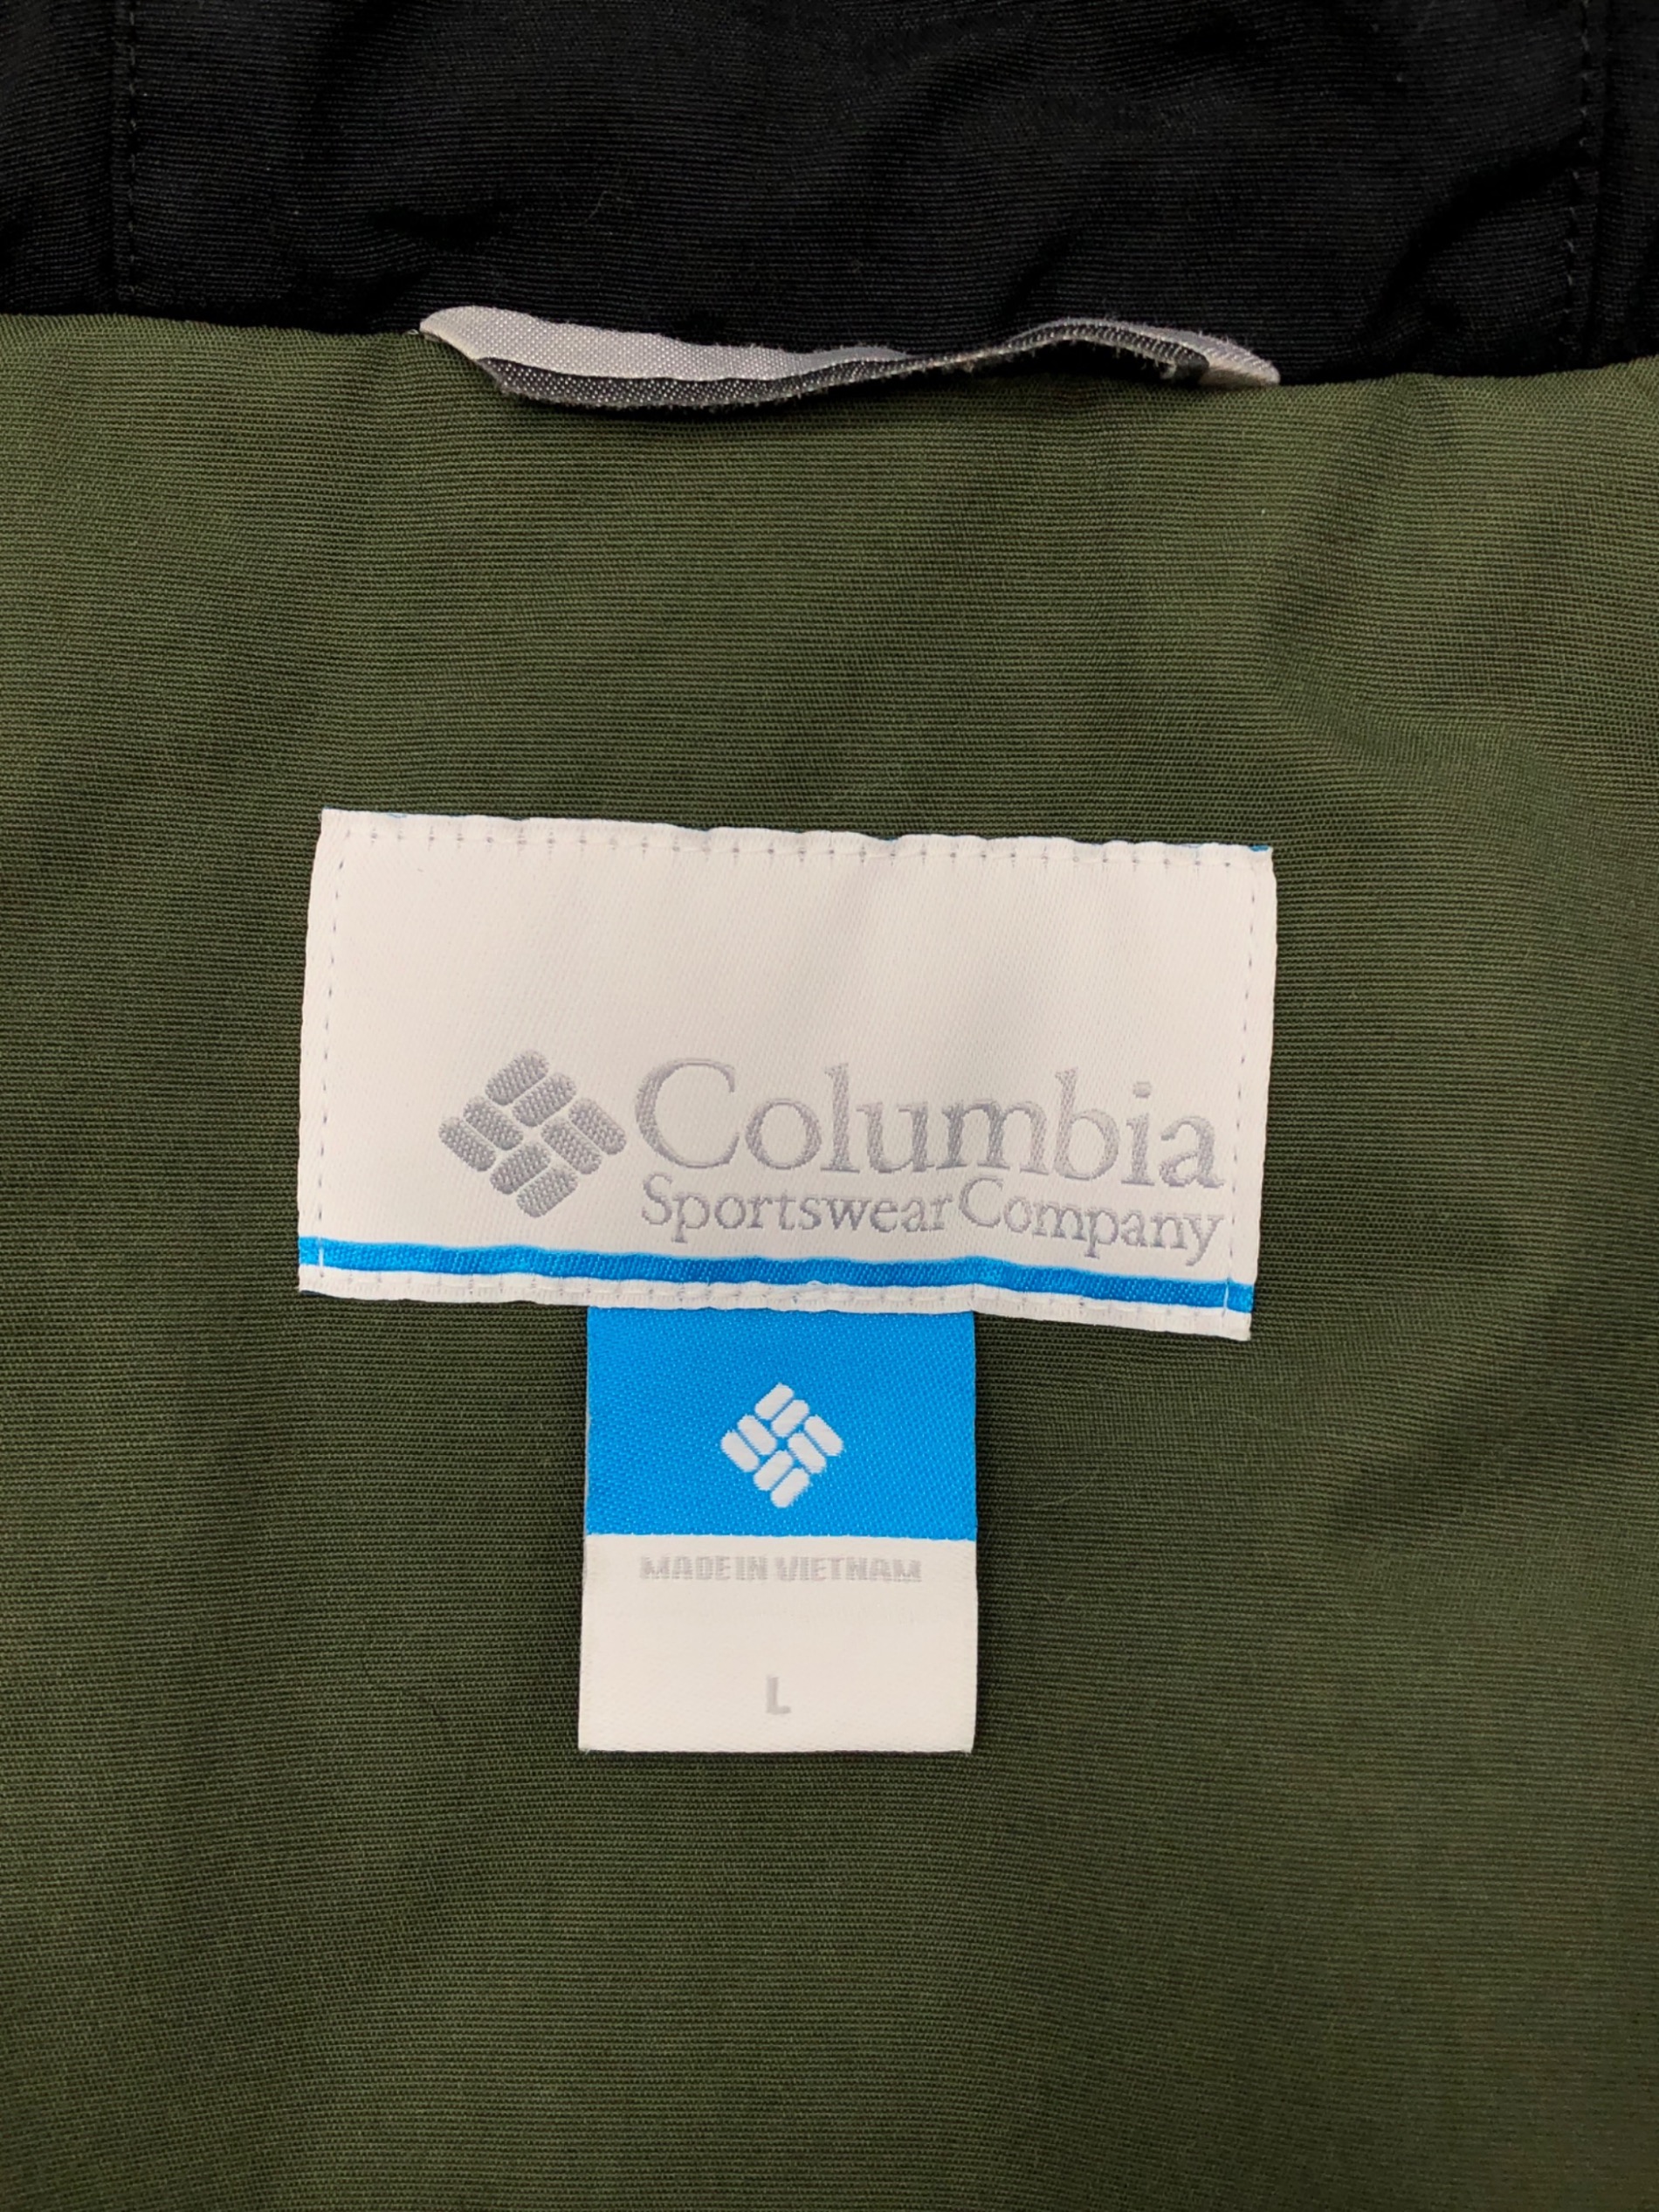 Columbia
Sportswear Company
MADE IN VIETNAM
L